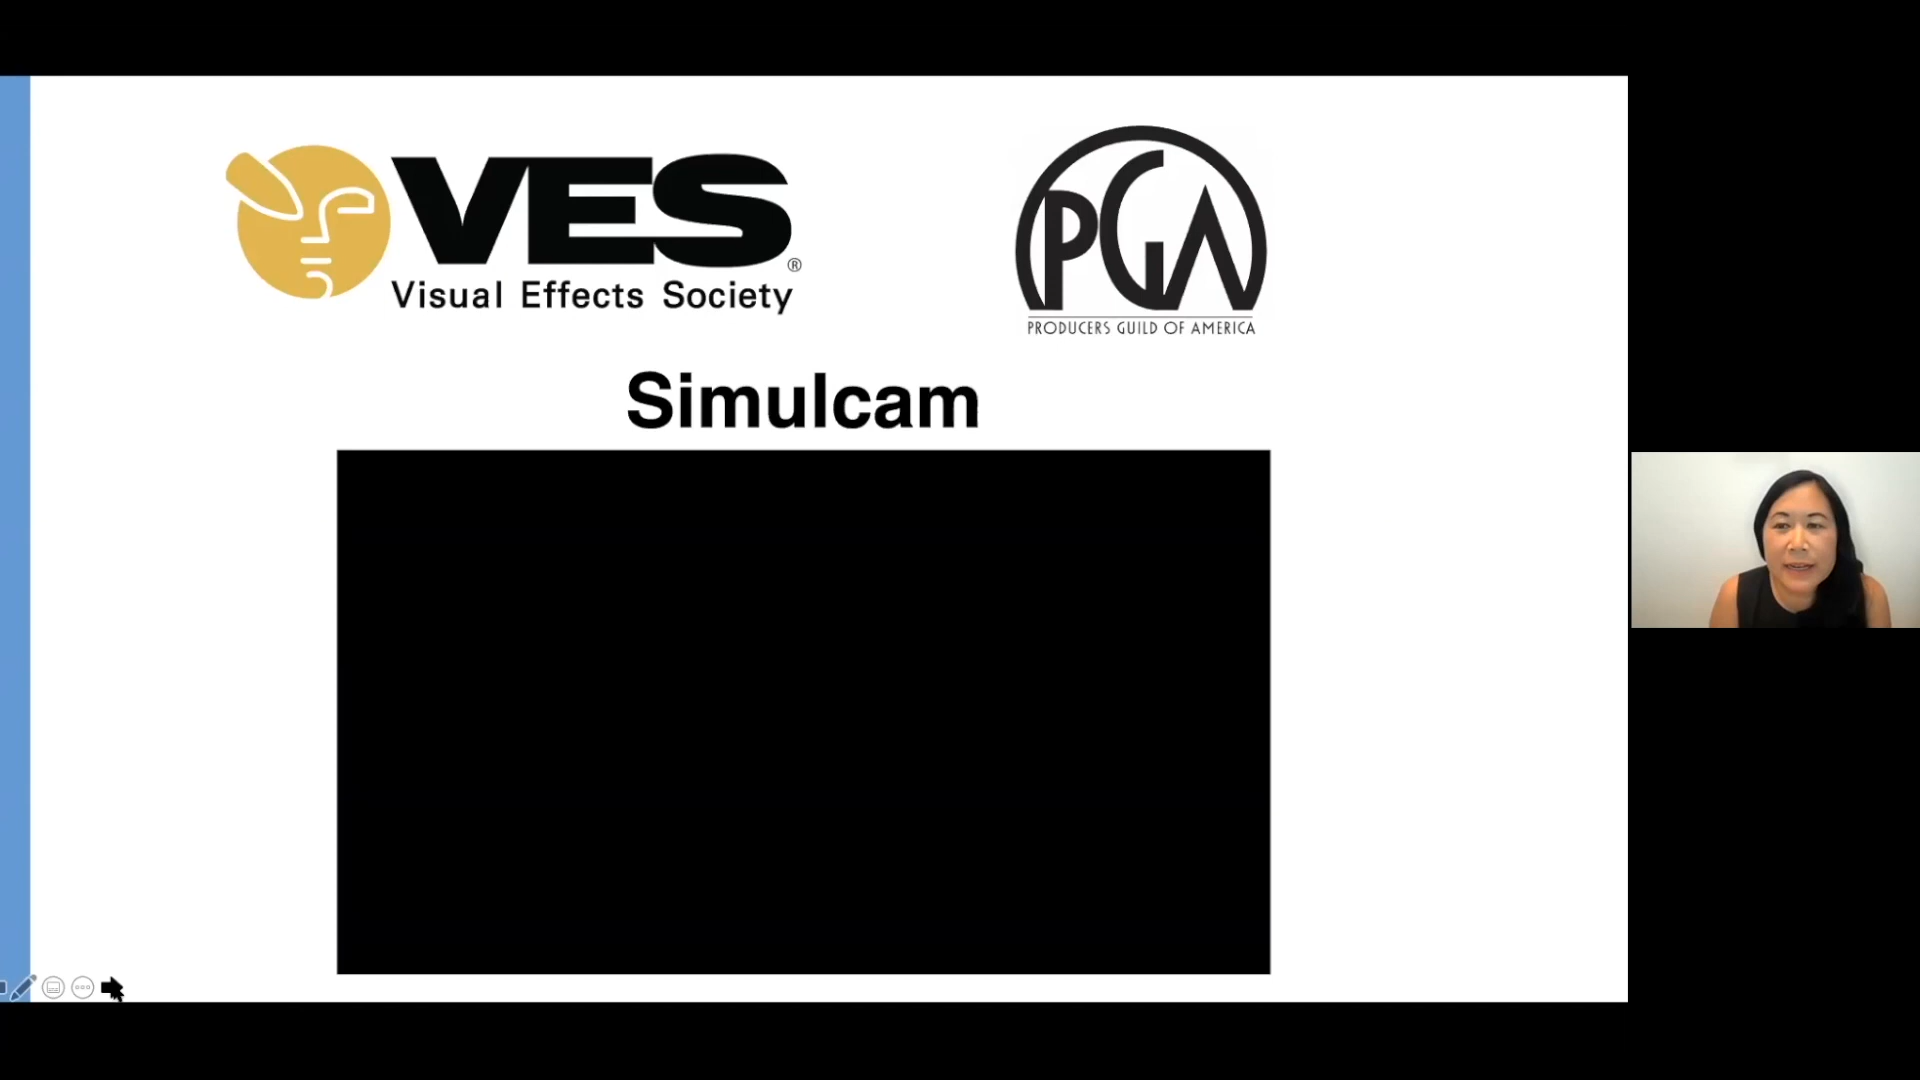 VES®
Visual Effects Society
PGA
PRODUCERS GUILD OF AMERICA
Simulcam